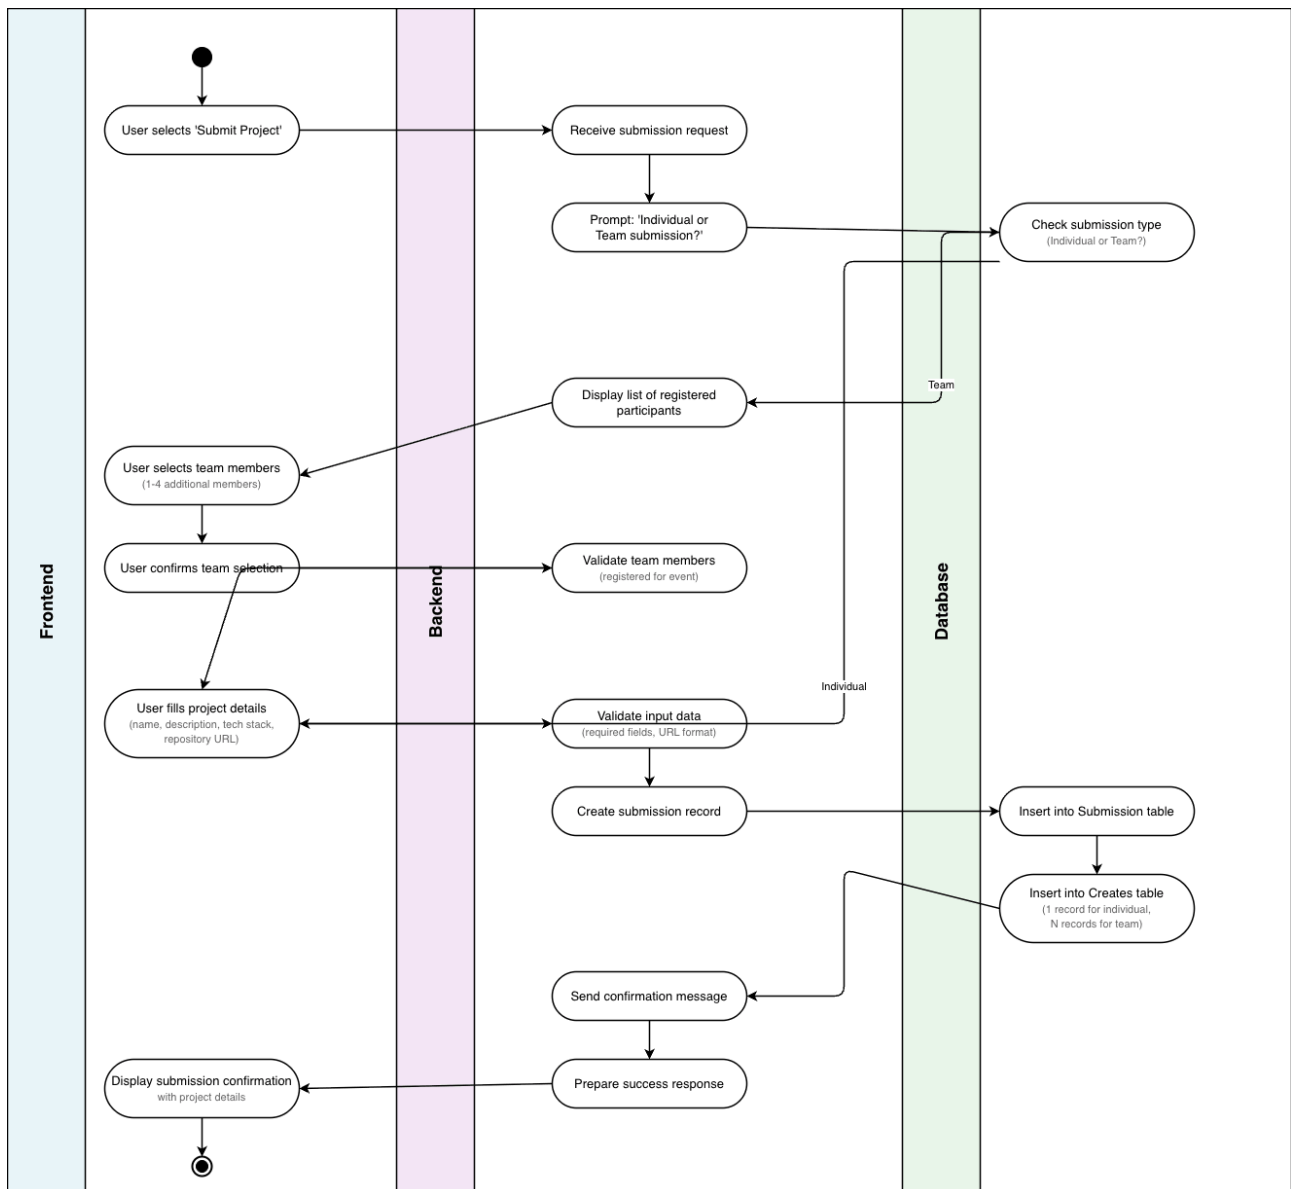 User selects 'Submit Project'
Receive submission request
Prompt: 'Individual or
Team submission?'
Check submission type
(Individual or Team?)
Team
Display list of registered
participants
User selects team members
(1-4 additional members)
User confirms team selection
Validate team members
(registered for event)
Frontend
Backend
Database
Individual
User fills project details
(name, description, tech stack,
repository URL)
Validate input data
(required fields, URL format)
Create submission record
Insert into Submission table
Insert into Creates table
(1 record for individual,
N records for team)
Send confirmation message
Prepare success response
Display submission confirmation
with project details